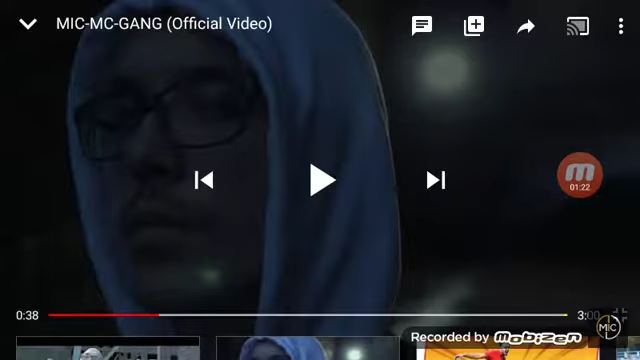 MIC-MC-GANG (Official Video)
01:22
0:38
3:00
Recorded by Mobizen
MIC